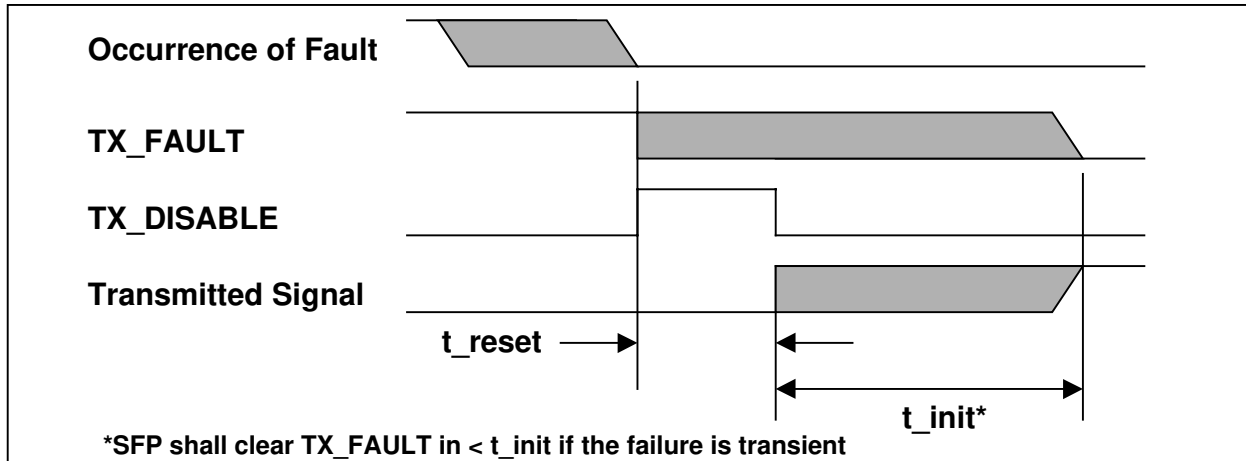 Occurrence of Fault
TX_FAULT
TX_DISABLE
Transmitted Signal
t_reset
t_init*
*SFP shall clear TX_FAULT in < t_init if the failure is transient